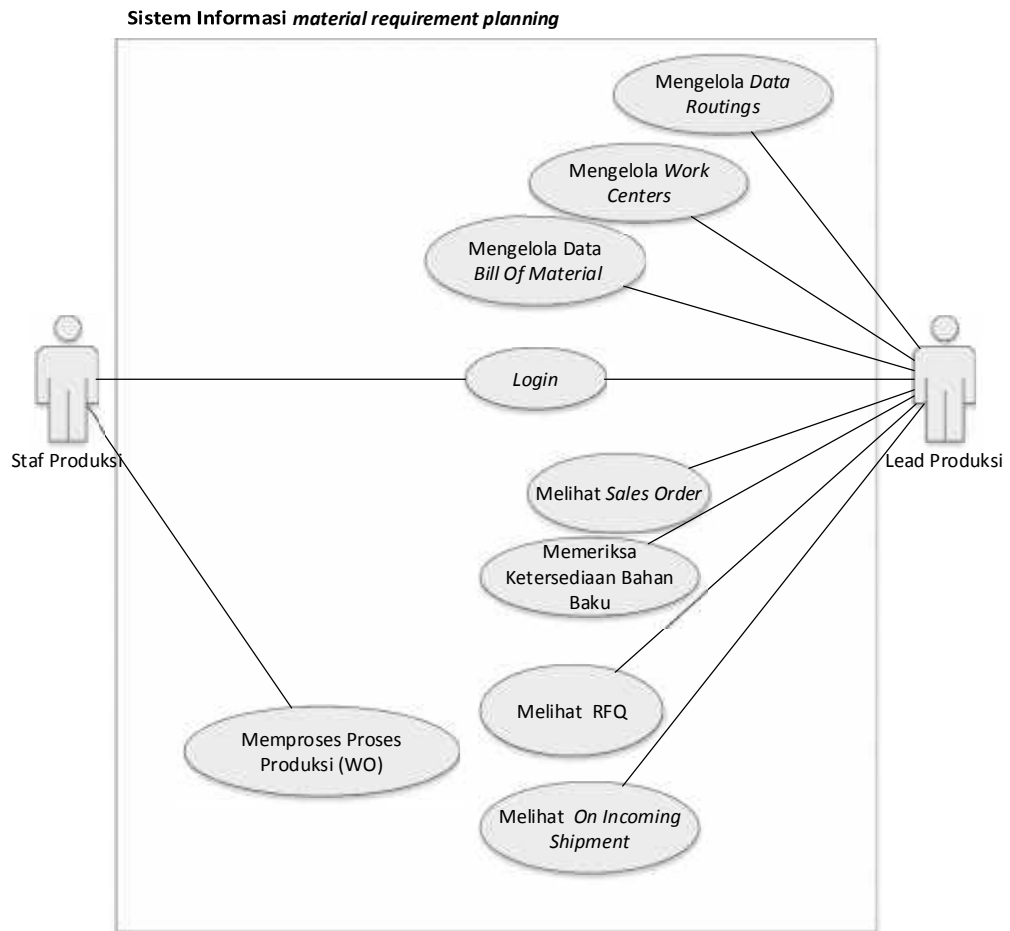 Sistem Informasi material requirement planning
Mengelola Data
Routings
Mengelola Work
Centers
Mengelola Data
Bill Of Material
Login
Staf Produksi
Lead Produksi
Melihat Sales Order
Memeriksa
Ketersediaan Bahan
Baku
Melihat RFQ
Memproses Proses
Produksi (WO)
Melihat On Incoming
Shipment